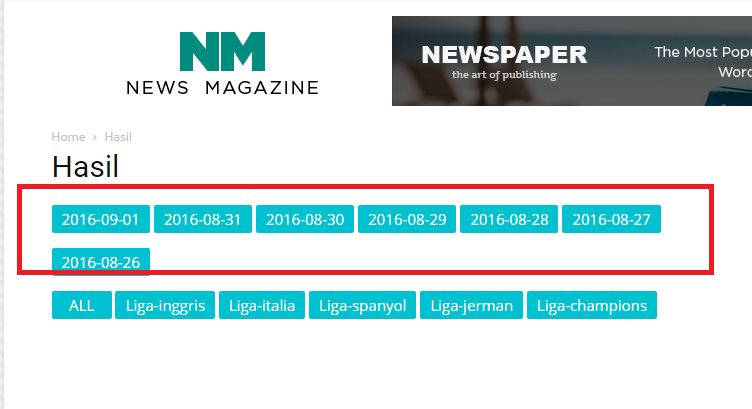 NM
NEWS MAGAZINE
NEWSPAPER
the art of publishing
The Most Popu
Word
Home › Hasil
Hasil
2016-09-01 2016-08-31 2016-08-30 2016-08-29 2016-08-28 2016-08-27
2016-08-26
ALL Liga-inggris Liga-italia Liga-spanyol Liga-jerman Liga-champions